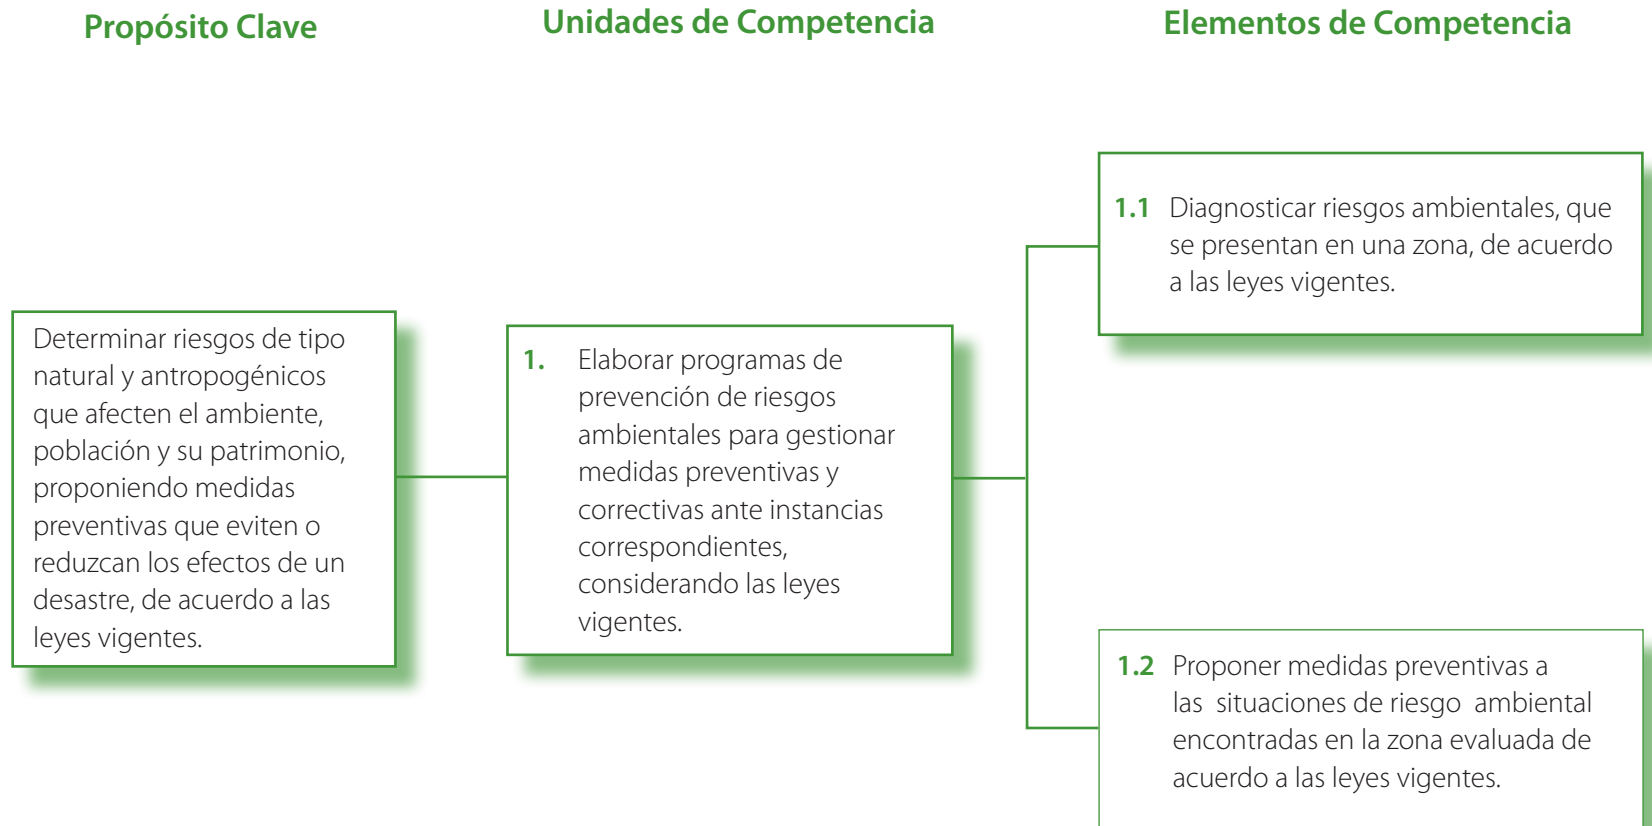 Propósito Clave
Unidades de Competencia
Elementos de Competencia
Determinar riesgos de tipo
natural y antropogénicos
que afecten el ambiente,
población y su patrimonio,
proponiendo medidas
preventivas que eviten o
reduzcan los efectos de un
desastre, de acuerdo a las
leyes vigentes.
1. Elaborar programas de
prevención de riesgos
ambientales para gestionar
medidas preventivas y
correctivas ante instancias
correspondientes,
considerando las leyes
vigentes.
1.1 Diagnosticar riesgos ambientales, que
se presentan en una zona, de acuerdo
a las leyes vigentes.
1.2 Proponer medidas preventivas a
las situaciones de riesgo ambiental
encontradas en la zona evaluada de
acuerdo a las leyes vigentes.